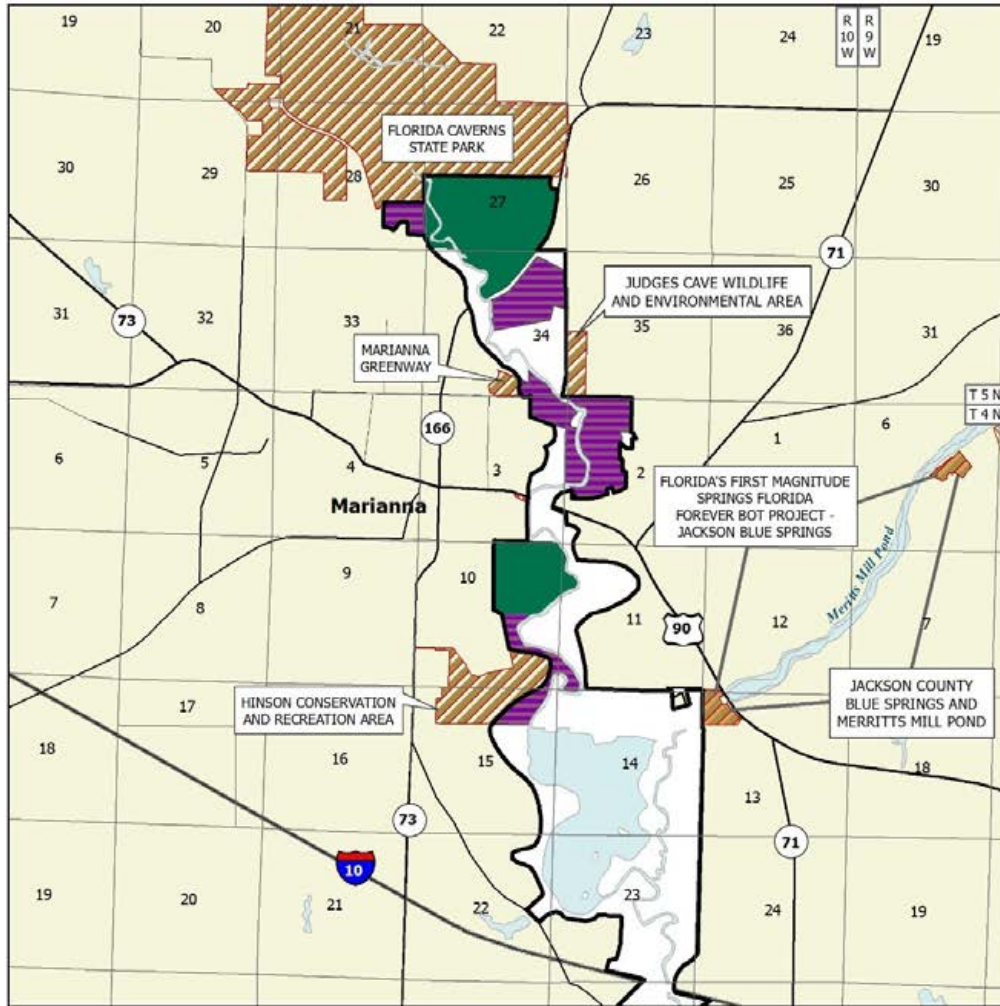 19
20
21
22
23
24
R R
10 9
W W
19
FLORIDA CAVERNS
STATE PARK
30
29
28
27
26
25
30
71
JUDGES CAVE WILDLIFE
AND ENVIRONMENTAL AREA
31
73
32
33
34
35
36
31
MARIANNA
GREENWAY
T 5 N
T 4 N
166
6
5
4
3
2
1
6
Marianna
FLORIDA'S FIRST MAGNITUDE
SPRINGS FLORIDA
FOREVER BOT PROJECT -
JACKSON BLUE SPRINGS
Merritts Mill Pond
7
8
9
10
11
90
12
7
HINSON CONSERVATION
AND RECREATION AREA
JACKSON COUNTY
BLUE SPRINGS AND
MERRITTS MILL POND
18
17
16
15
14
13
18
73
71
10
19
20
21
22
23
24
19